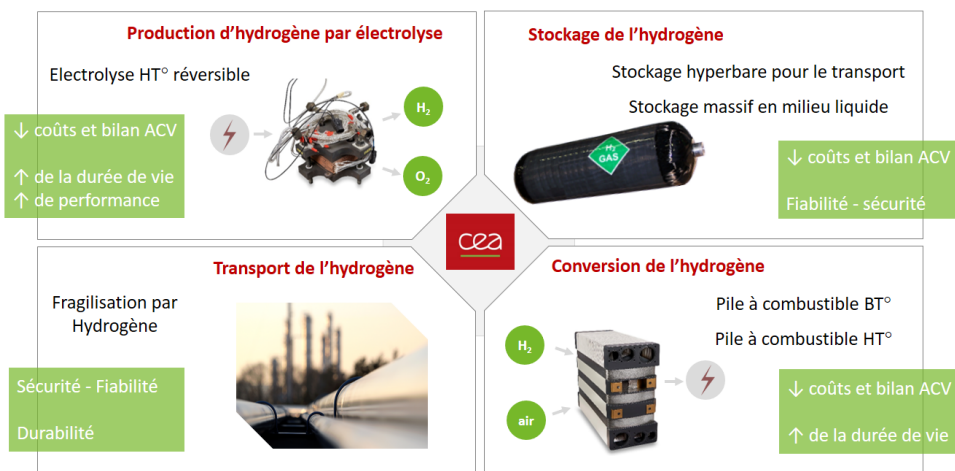 Production d’hydrogène par électrolyse
Electrolyse HT° réversible
↓ coûts et bilan ACV
↑ de la durée de vie
↑ de performance
H₂
O₂
Stockage de l’hydrogène
Stockage hyperbare pour le transport
Stockage massif en milieu liquide
H₂
GAS
↓ coûts et bilan ACV
Fiabilité - sécurité
cea
Transport de l’hydrogène
Fragilisation par
Hydrogène
Sécurité - Fiabilité
Durabilité
Conversion de l’hydrogène
Pile à combustible BT°
Pile à combustible HT°
H₂
air
↓ coûts et bilan ACV
↑ de la durée de vie